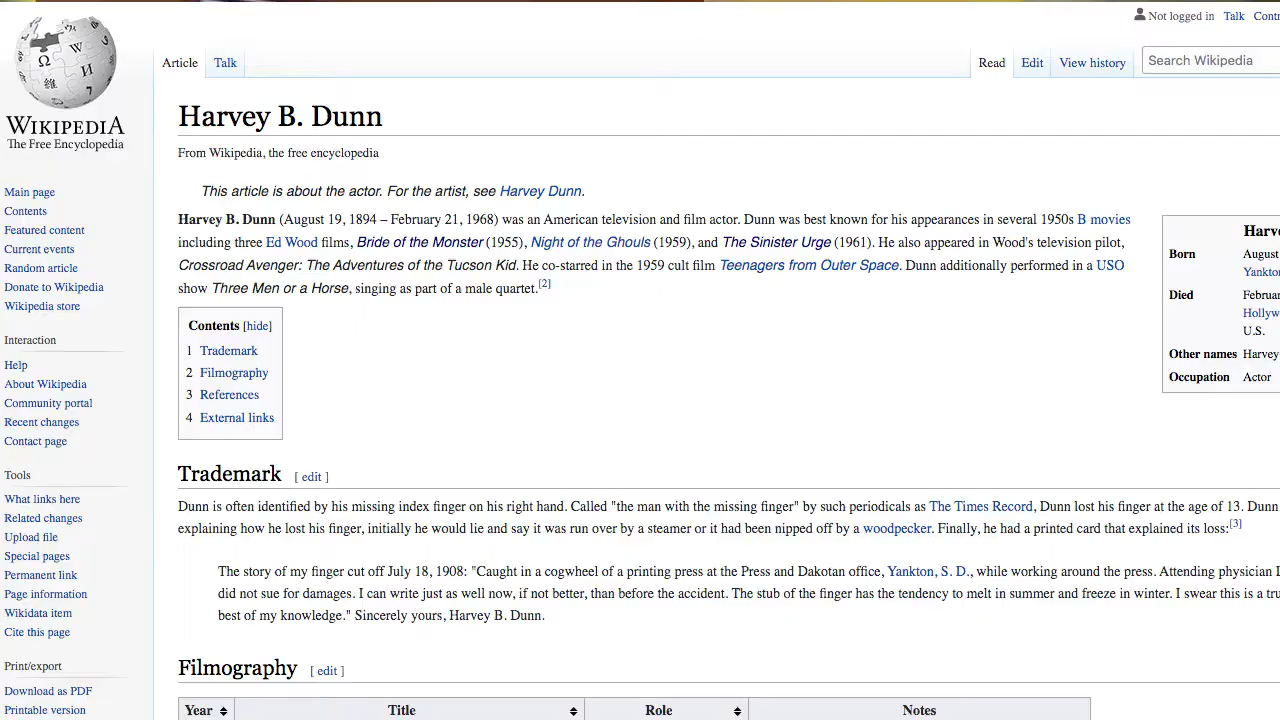 Not logged in Talk
Article Talk Read Edit View history Search Wikipedia
WIKIPEDIA
The Free Encyclopedia
Harvey B. Dunn
From Wikipedia, the free encyclopedia
This article is about the actor. For the artist, see Harvey Dunn.
Harvey B. Dunn (August 19, 1894 – February 21, 1968) was an American television and film actor. Dunn was best known for his appearances in several 1950s B movies
including three Ed Wood films, Bride of the Monster (1955), Night of the Ghouls (1959), and The Sinister Urge (1961). He also appeared in Wood's television pilot,
Crossroad Avenger: The Adventures of the Tucson Kid. He co-starred in the 1959 cult film Teenagers from Outer Space. Dunn additionally performed in a USO
show Three Men or a Horse, singing as part of a male quartet.[2]
Born August
Died
U.S.
Other names Harvey
Occupation Actor
Contents [hide]
1 Trademark
2 Filmography
3 References
4 External links
Trademark [ edit ]
Dunn is often identified by his missing index finger on his right hand. Called "the man with the missing finger" by such periodicals as The Times Record, Dunn lost his finger at the age of 13. Dunn
explaining how he lost his finger, initially he would lie and say it was run over by a steamer or it had been nipped off by a woodpecker. Finally, he had a printed card that explained its loss:[3]
The story of my finger cut off July 18, 1908: "Caught in a cogwheel of a printing press at the Press and Dakotan office, Yankton, S. D., while working around the press. Attending physician
did not sue for damages. I can write just as well now, if not better, than before the accident. The stub of the finger has the tendency to melt in summer and freeze in winter. I swear this is a
best of my knowledge." Sincerely yours, Harvey B. Dunn.
Filmography [ edit ]
Year Title Role Notes
Main page
Contents
Featured content
Current events
Random article
Donate to Wikipedia
Wikipedia store
Interaction
Help
About Wikipedia
Community portal
Recent changes
Contact page
Tools
What links here
Related changes
Upload file
Special pages
Permanent link
Page information
Wikidata item
Cite this page
Print/export
Download as PDF
Printable version